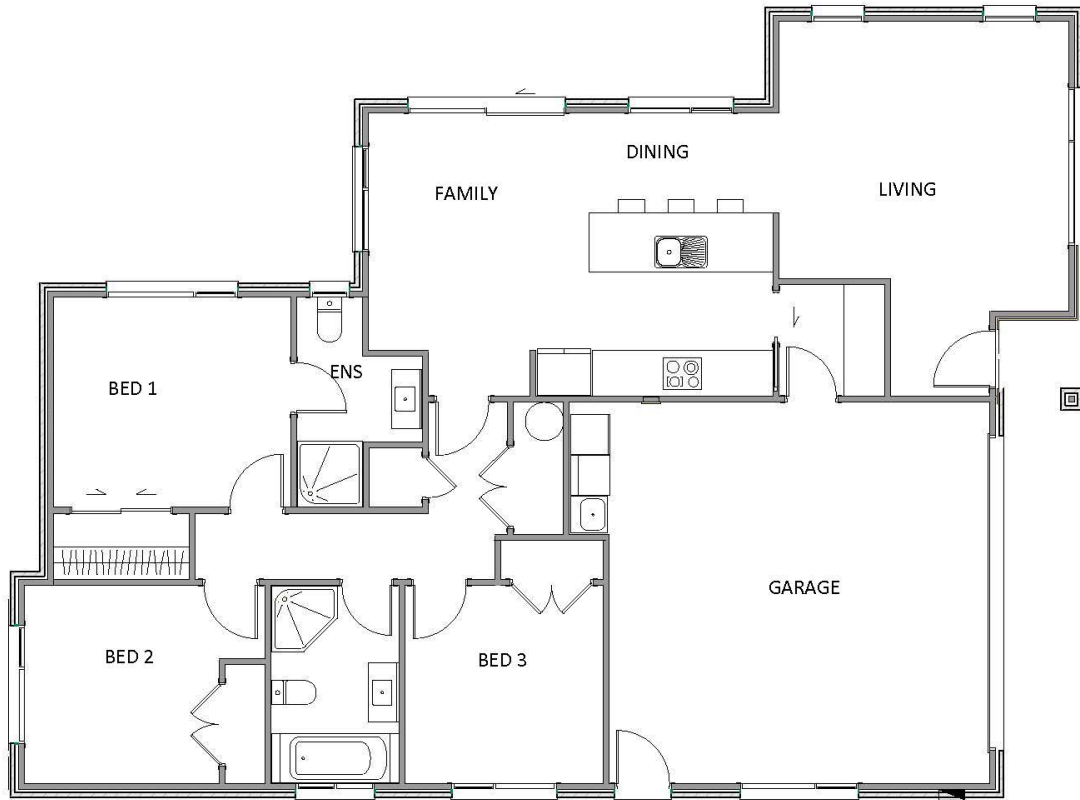 DINING
FAMILY
LIVING
ENS
BED 1
GARAGE
BED 2
BED 3